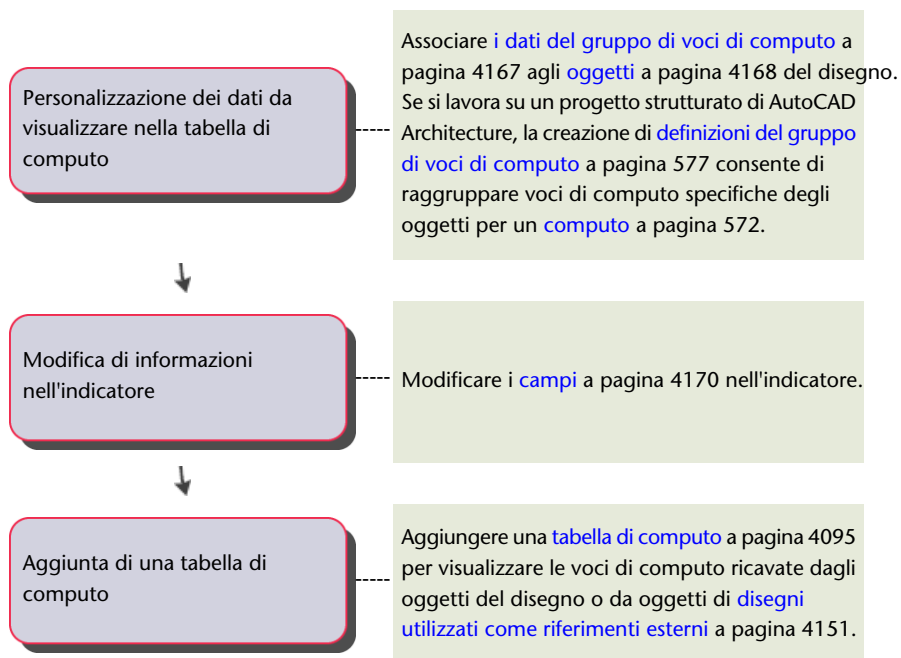 Personalizzazione dei dati da
visualizzare nella tabella di
computo
Associare i dati del gruppo di voci di computo a
pagina 4167 agli oggetti a pagina 4168 del disegno.
Se si lavora su un progetto strutturato di AutoCAD
Architecture, la creazione di definizioni del gruppo
di voci di computo a pagina 577 consente di
raggruppare voci di computo specifiche degli
oggetti per un computo a pagina 572.
Modifica di informazioni
nell'indicatore
Modificare i campi a pagina 4170 nell'indicatore.
Aggiunta di una tabella di
computo
Aggiungere una tabella di computo a pagina 4095
per visualizzare le voci di computo ricavate dagli
oggetti del disegno o da oggetti di disegni
utilizzati come riferimenti esterni a pagina 4151.